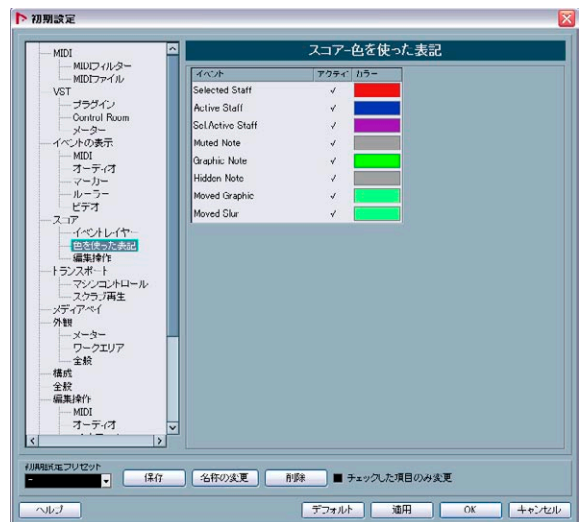 初期設定
MIDI
MIDIフィルター
MIDIファイル
VST
プラグイン
Control Room
メーター
イベントの表示
MIDI
オーディオ
マーカー
ルーラー
ビデオ
スコア
イベントレイヤー
色を使った表記
編集操作
トランスポート
マシンコントロール
スクラブ再生
メディアベイ
外観
メーター
ワークエリア
全般
構成
全般
編集操作
MIDI
オーディオ
スコア-色を使った表記
イベント アクティ カラー
Selected Staff ✓
Active Staff ✓
Sel.Active Staff ✓
Muted Note ✓
Graphic Note ✓
Hidden Note ✓
Moved Graphic ✓
Moved Slur ✓
初期設定プリセット
-
保存 名称の変更 削除 チェックした項目のみ変更
ヘルプ デフォルト 適用 OK キャンセル